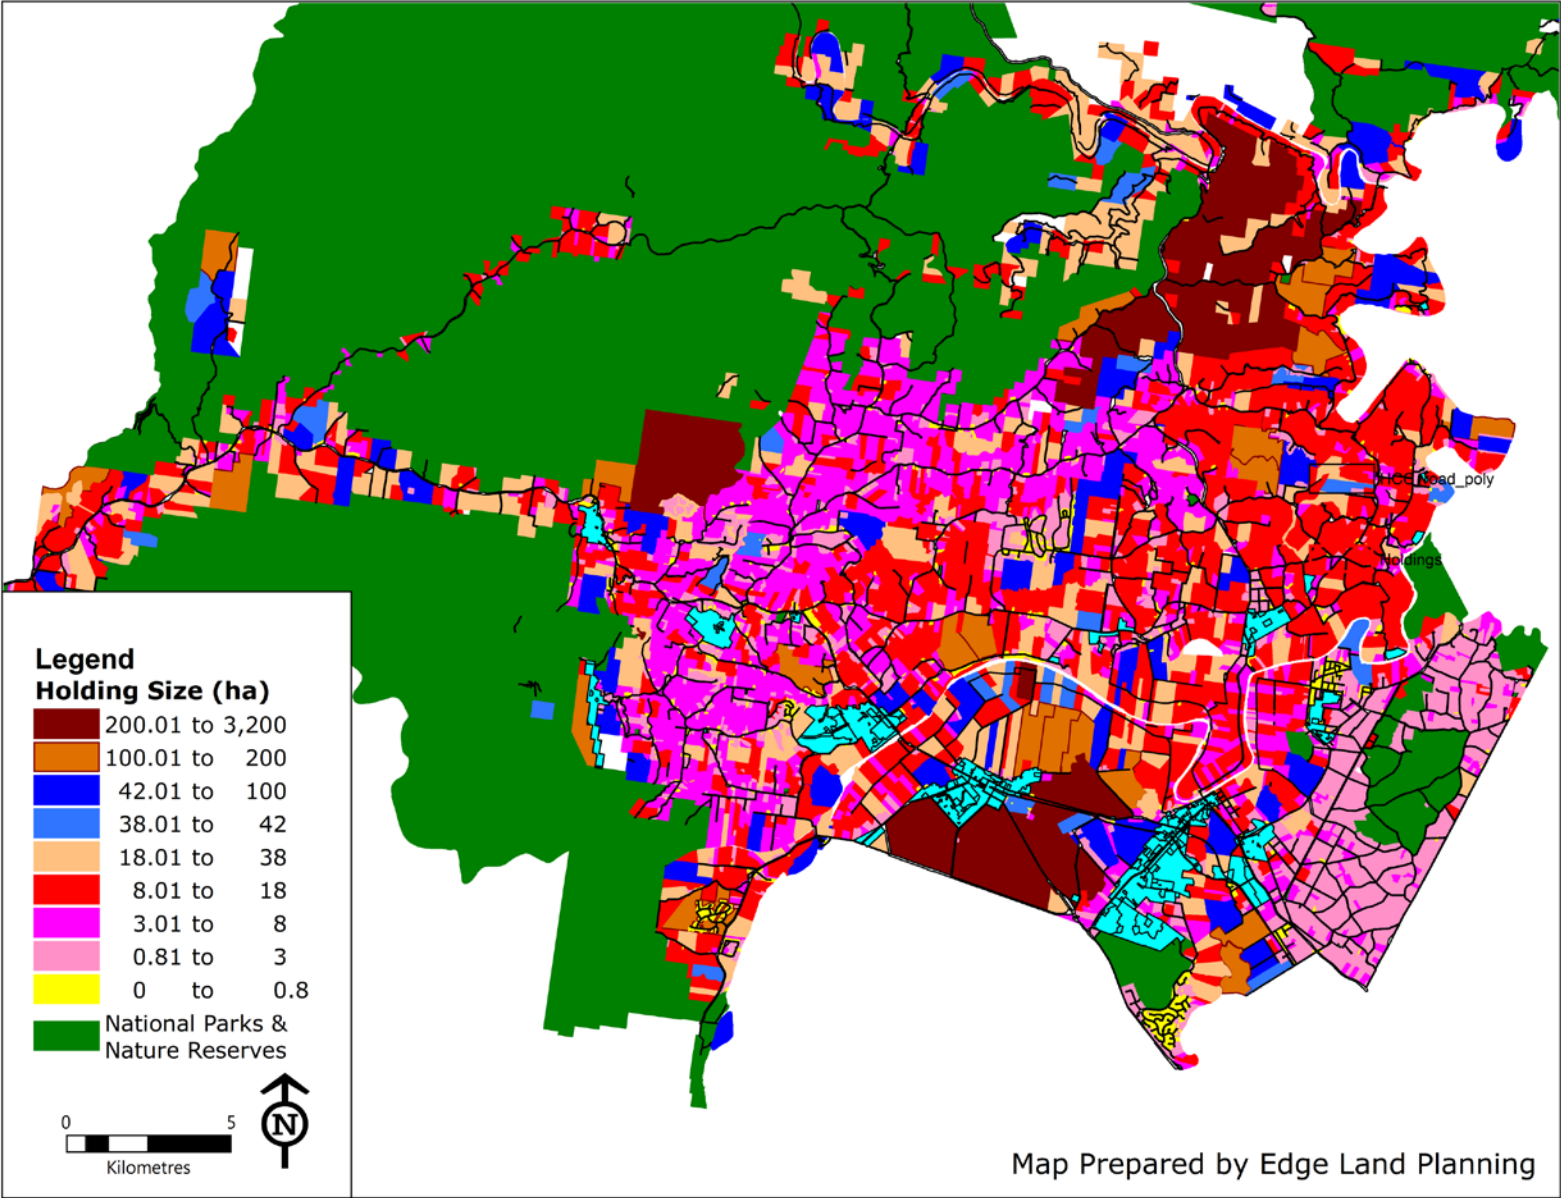 HCC Road_poly
Holdings
Legend
Holding Size (ha)
200.01 to 3,200
100.01 to 200
42.01 to 100
38.01 to 42
18.01 to 38
8.01 to 18
3.01 to 8
0.81 to 3
0 to 0.8
National Parks &
Nature Reserves
0 5
Kilometres
N
Map Prepared by Edge Land Planning